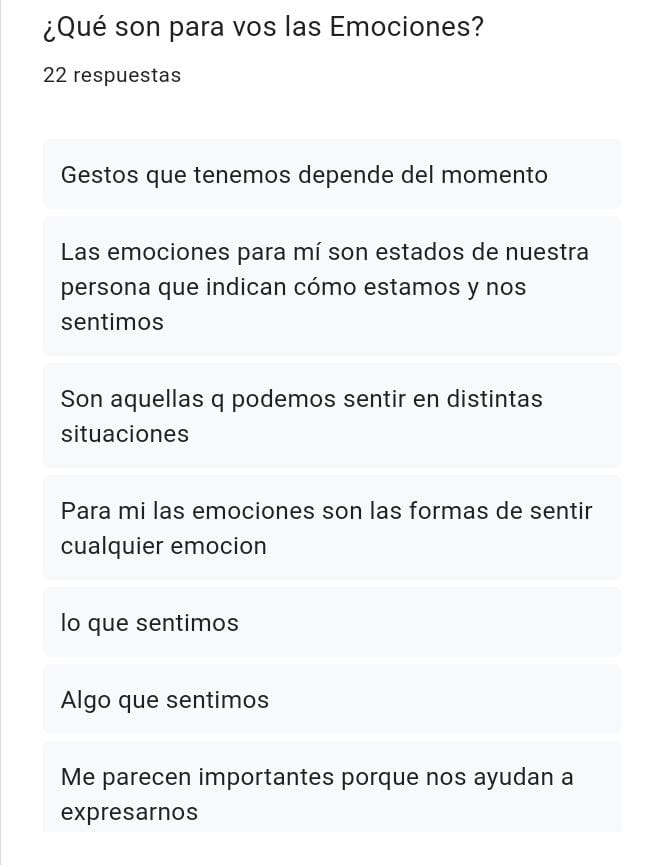 ¿Qué son para vos las Emociones?
22 respuestas
Gestos que tenemos depende del momento
Las emociones para mí son estados de nuestra
persona que indican cómo estamos y nos
sentimos
Son aquellas q podemos sentir en distintas
situaciones
Para mi las emociones son las formas de sentir
cualquier emocion
lo que sentimos
Algo que sentimos
Me parecen importantes porque nos ayudan a
expresarnos